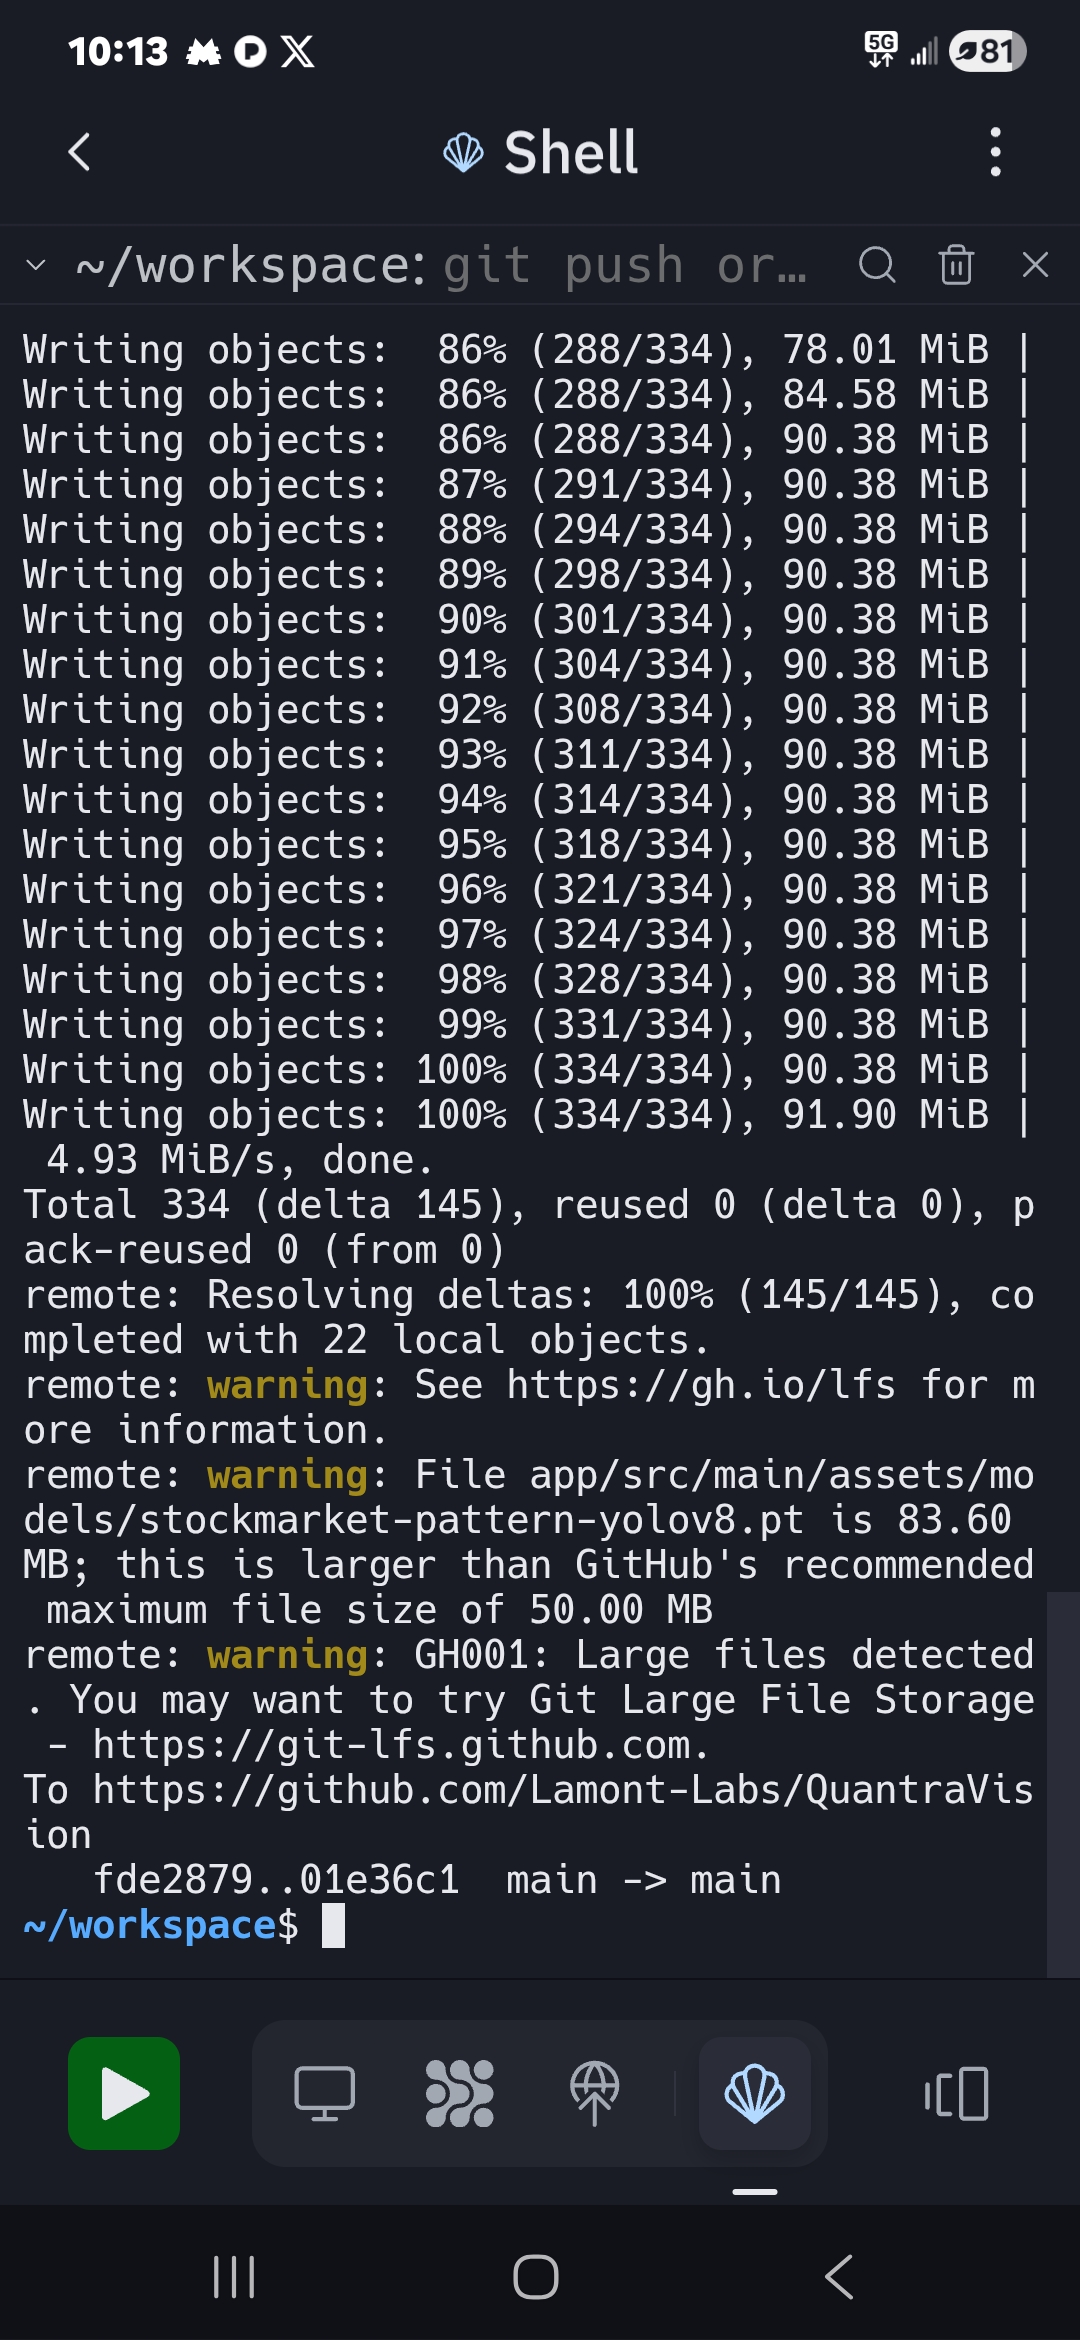 10:13
5G
81
Shell
~/workspace: git push or...
Writing objects:  86% (288/334), 78.01 MiB |
Writing objects:  86% (288/334), 84.58 MiB |
Writing objects:  86% (288/334), 90.38 MiB |
Writing objects:  87% (291/334), 90.38 MiB |
Writing objects:  88% (294/334), 90.38 MiB |
Writing objects:  89% (298/334), 90.38 MiB |
Writing objects:  90% (301/334), 90.38 MiB |
Writing objects:  91% (304/334), 90.38 MiB |
Writing objects:  92% (308/334), 90.38 MiB |
Writing objects:  93% (311/334), 90.38 MiB |
Writing objects:  94% (314/334), 90.38 MiB |
Writing objects:  95% (318/334), 90.38 MiB |
Writing objects:  96% (321/334), 90.38 MiB |
Writing objects:  97% (324/334), 90.38 MiB |
Writing objects:  98% (328/334), 90.38 MiB |
Writing objects:  99% (331/334), 90.38 MiB |
Writing objects: 100% (334/334), 90.38 MiB |
Writing objects: 100% (334/334), 91.90 MiB |
 4.93 MiB/s, done.
Total 334 (delta 145), reused 0 (delta 0), p
ack-reused 0 (from 0)
remote: Resolving deltas: 100% (145/145), co
mpleted with 22 local objects.
remote: warning: See https://gh.io/lfs for m
ore information.
remote: warning: File app/src/main/assets/mo
dels/stockmarket-pattern-yolov8.pt is 83.60
MB; this is larger than GitHub's recommended
 maximum file size of 50.00 MB
remote: warning: GH001: Large files detected
. You may want to try Git Large File Storage
 - https://git-lfs.github.com.
To https://github.com/Lamont-Labs/QuantraVis
ion
   fde2879..01e36c1  main -> main
~/workspace$